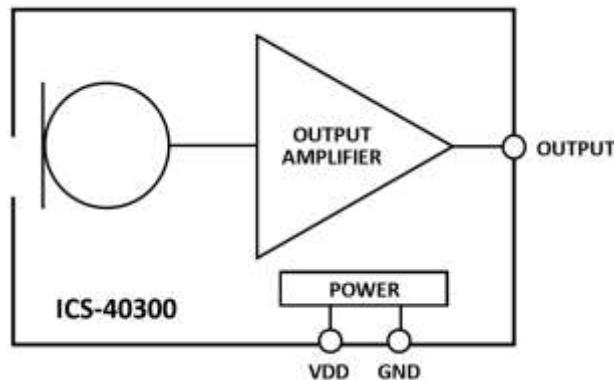 OUTPUT
AMPLIFIER
OUTPUT
POWER
ICS-40300
VDD
GND